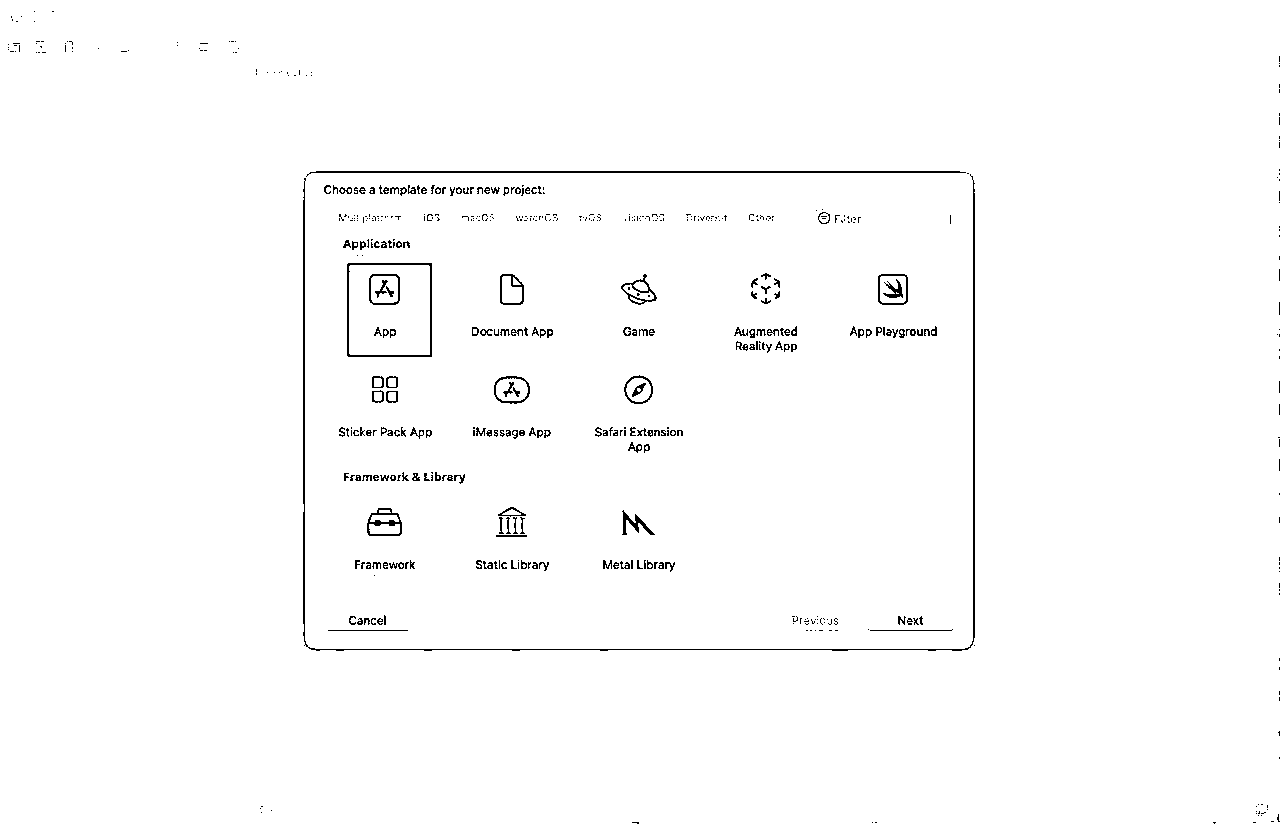 Choose a template for your new project:
Multiplatform iOS macOS watchOS tvOS visionOS DriverKit Other Filter
Application
App Document App Game Augmented Reality App App Playground
Sticker Pack App iMessage App Safari Extension App
Framework & Library
Framework Static Library Metal Library
Cancel Previous Next